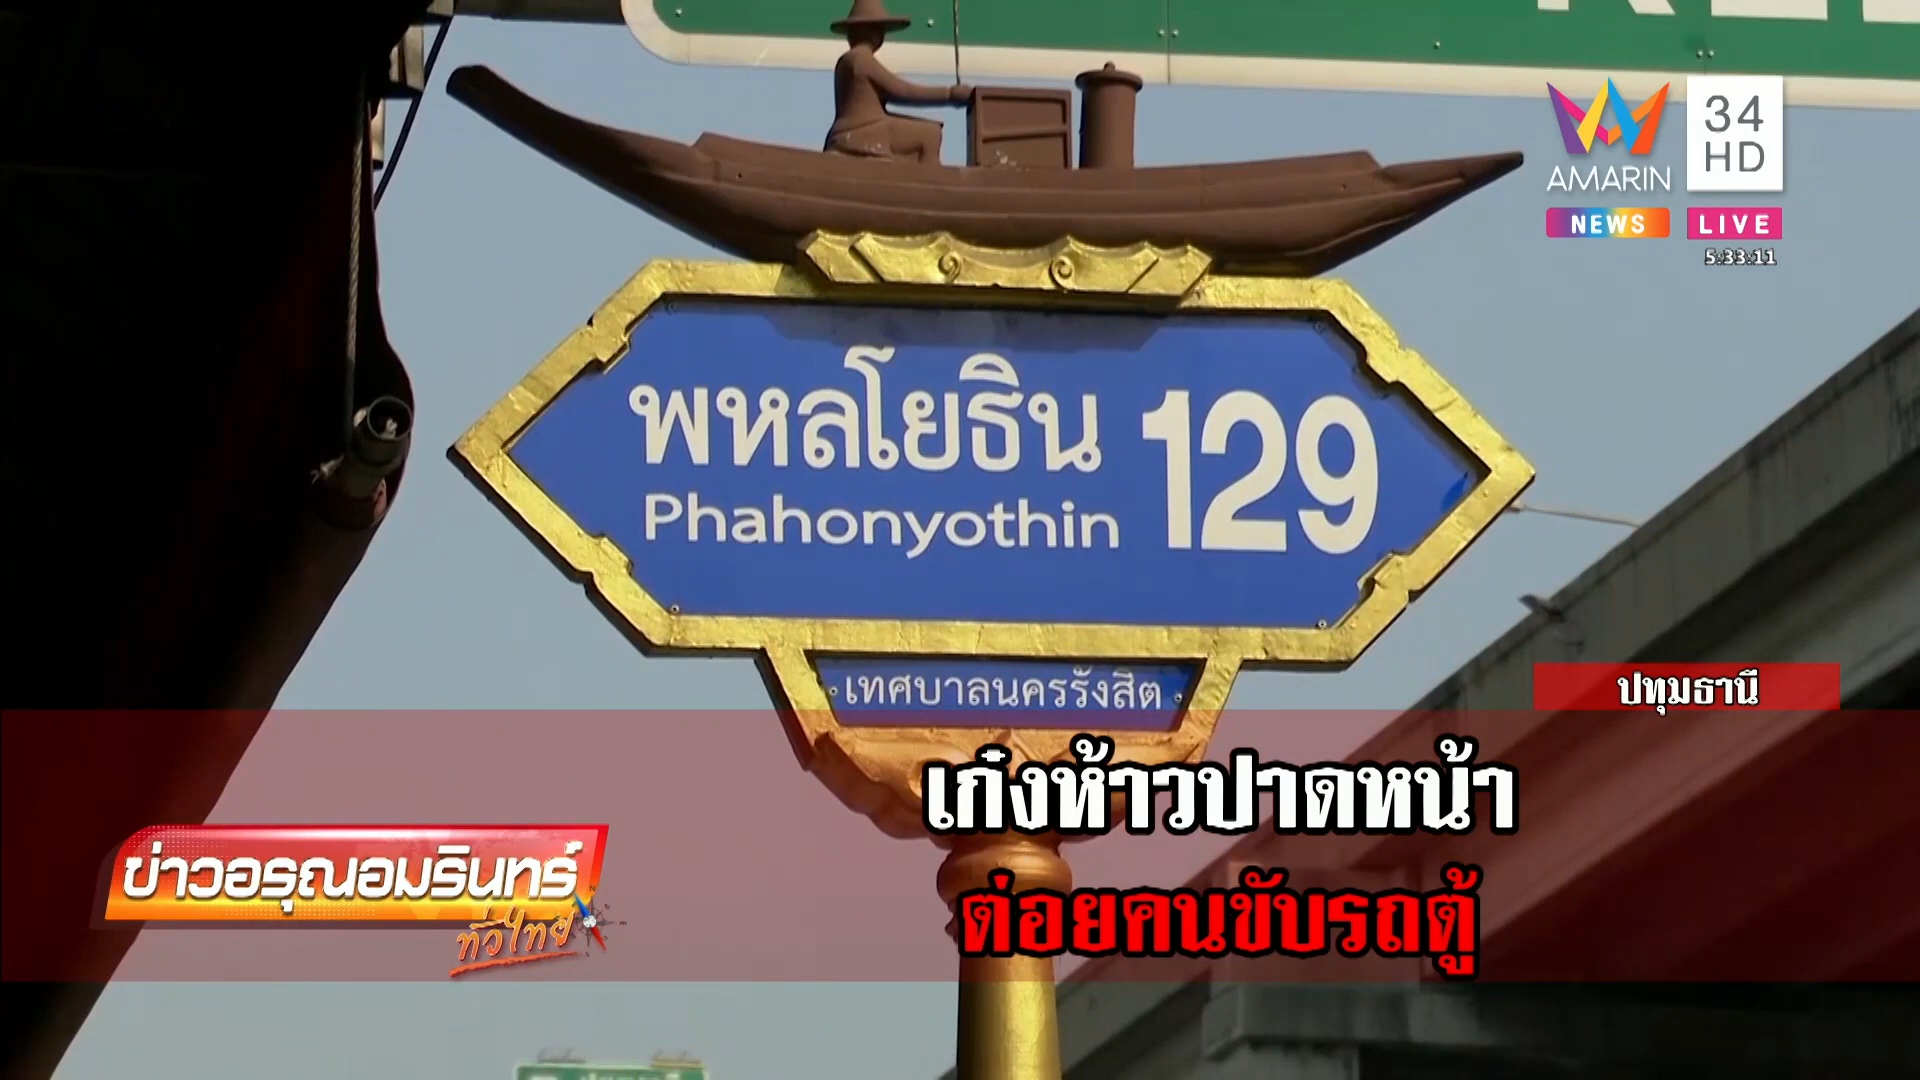 AMARIN
34
HD
NEWS
LIVE
5:33:11
พหลโยธิน 129
Phahonyothin
เทศบาลนครรังสิต
ปทุมธานี
เก๋งห้าวปาดหน้า
ต่อยคนขับรถตู้
ข่าวอรุณอมรินทร์
ทั่วไทย